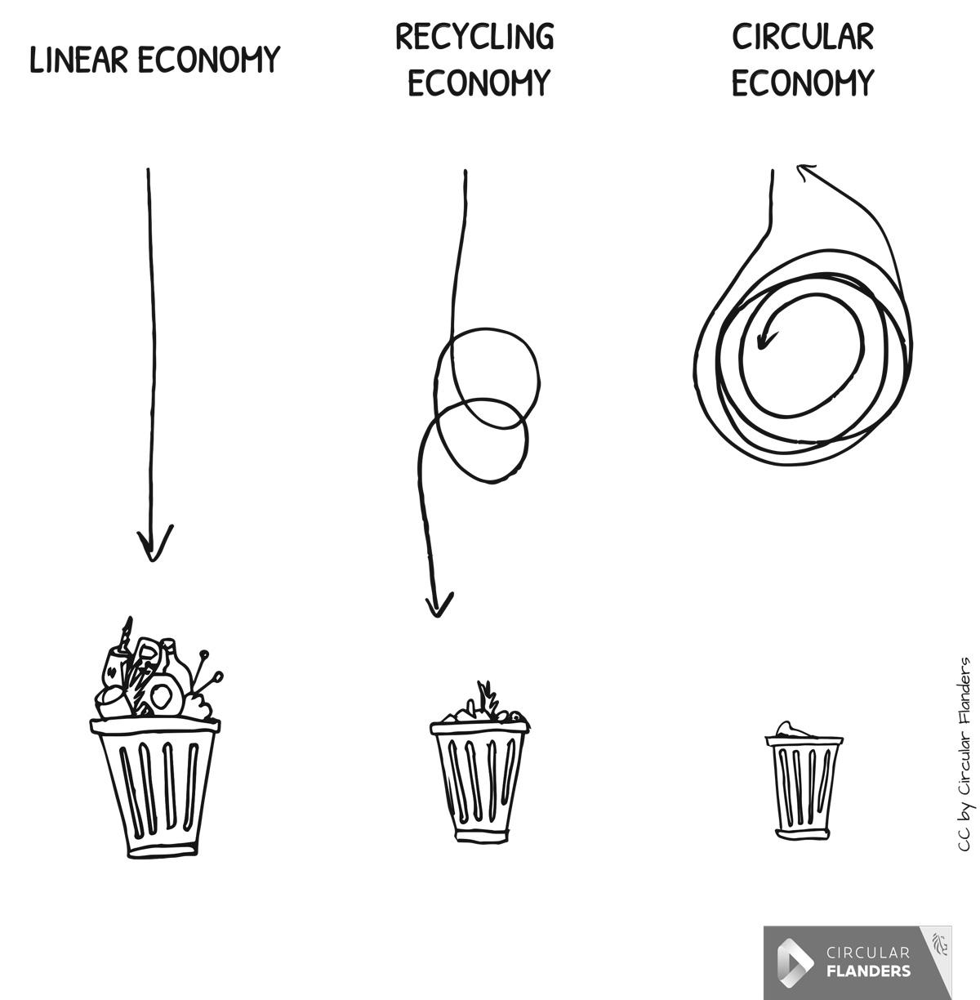 LINEAR ECONOMY
RECYCLING
ECONOMY
CIRCULAR
ECONOMY
CC by Circular Flanders
CIRCULAR
FLANDERS